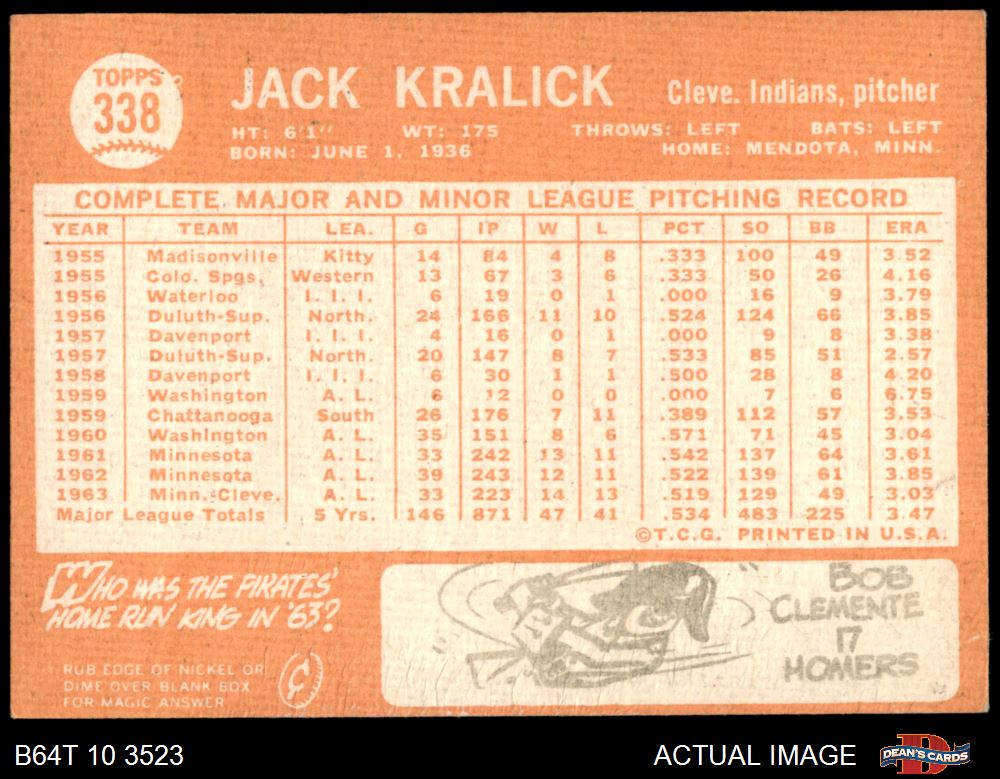 TOPPS
338
JACK KRALICK
Cleve. Indians, pitcher
HT: 6'1" WT: 175 THROWS: LEFT BATS: LEFT
BORN: JUNE 1, 1936 HOME: MENDOTA, MINN.
COMPLETE MAJOR AND MINOR LEAGUE PITCHING RECORD
YEAR TEAM LEA. G IP W L PCT SO BB ERA
1955 Madisonville Kitty 14 84 4 8 .333 100 49 3.52
1955 Colo. Spgs, Western 13 67 3 6 .333 50 26 4.16
1956 Waterloo I. I. I. 6 19 0 1 .000 16 9 3.79
1956 Duluth-Sup. North. 24 166 11 10 .524 124 66 3.85
1957 Davenport I. I. I. 4 16 0 1 .000 9 8 3.38
1957 Duluth-Sup. North. 20 147 8 7 .533 85 51 2.57
1958 Davenport I. I. I. 6 30 1 1 .500 28 8 4.20
1959 Washington A. L. 6 12 0 0 .000 7 6 6.75
1959 Chattanooga South 26 176 7 11 .389 112 57 3.53
1960 Washington A. L. 35 151 8 6 .571 71 45 3.04
1961 Minnesota A. L. 33 242 13 11 .542 137 64 3.61
1962 Minnesota A. L. 39 243 12 11 .522 139 61 3.85
1963 Minn.-Cleve. A. L. 33 223 14 13 .519 129 49 3.03
Major League Totals 5 Yrs. 146 871 47 41 .534 483 225 3.47
©T.C.G. PRINTED IN U.S.A.
WHO WAS THE PIRATES'
HOME RUN KING IN '63?
RUB EDGE OF NICKEL OR
DIME OVER BLANK BOX
FOR MAGIC ANSWER
¢
BOB
CLEMENTE
17
HOMERS
B64T 10 3523
ACTUAL IMAGE
D
DEAN'S CARDS